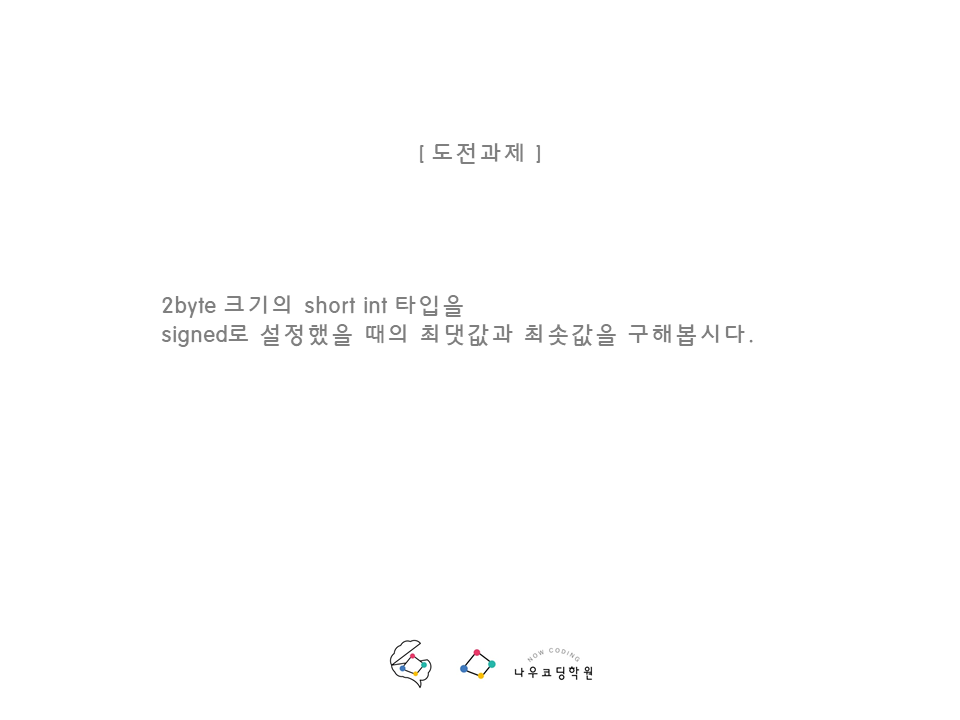 [ 도전과제 ]
2byte 크기의 short int 타입을
signed로 설정했을 때의 최댓값과 최솟값을 구해봅시다.
NOW CODING
나우코딩학원